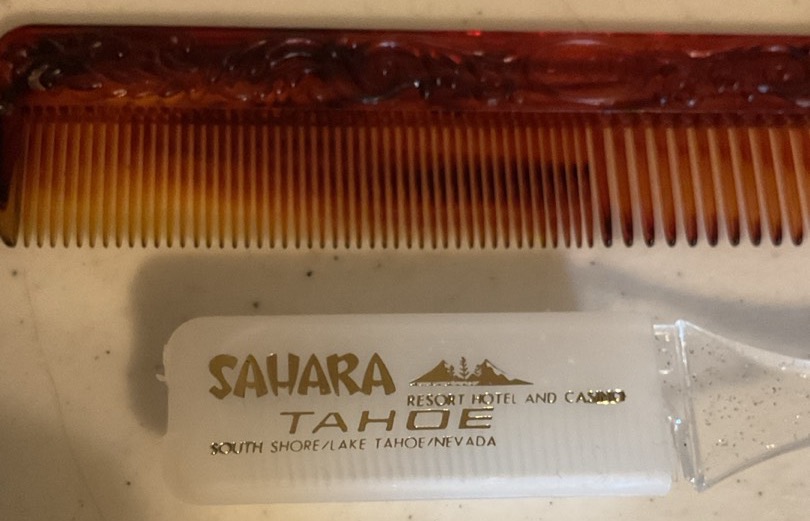 SAHARA
RESORT HOTEL AND CASINO
TAHOE
SOUTH SHORE/LAKE TAHOE/NEVADA